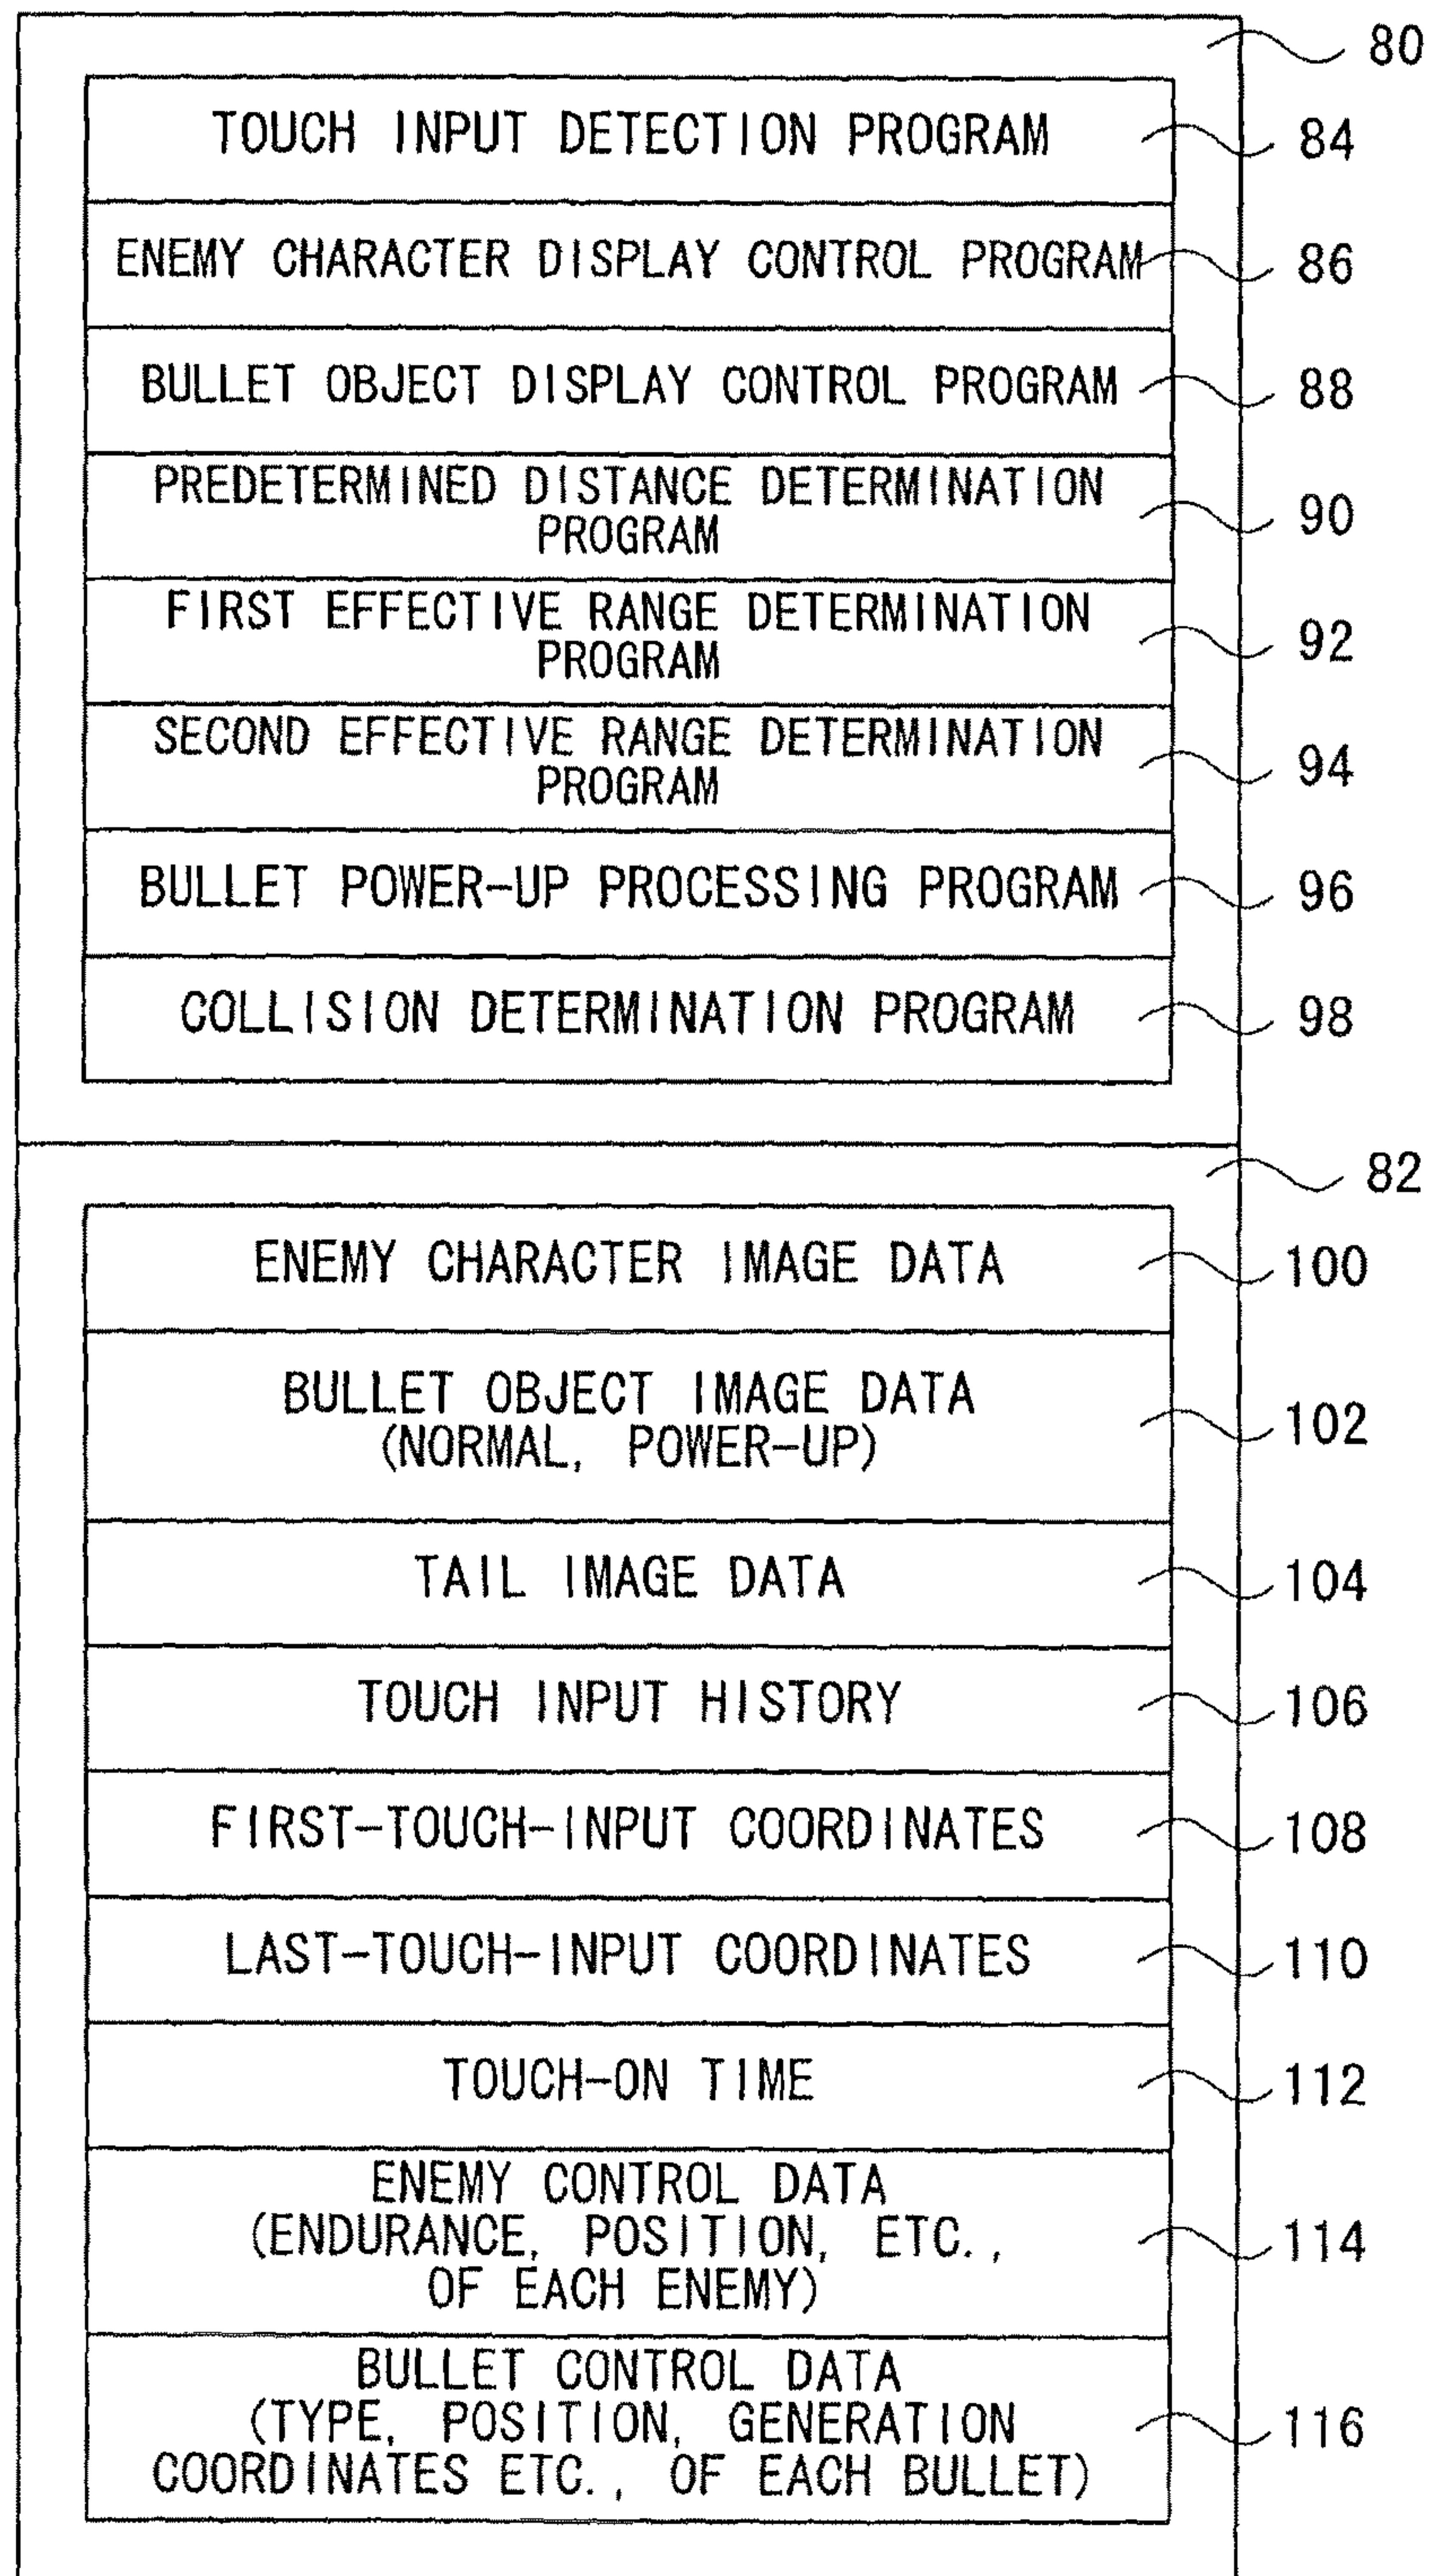 80
TOUCH INPUT DETECTION PROGRAM 84
ENEMY CHARACTER DISPLAY CONTROL PROGRAM 86
BULLET OBJECT DISPLAY CONTROL PROGRAM 88
PREDETERMINED DISTANCE DETERMINATION
PROGRAM 90
FIRST EFFECTIVE RANGE DETERMINATION
PROGRAM 92
SECOND EFFECTIVE RANGE DETERMINATION
PROGRAM 94
BULLET POWER-UP PROCESSING PROGRAM 96
COLLISION DETERMINATION PROGRAM 98
82
ENEMY CHARACTER IMAGE DATA 100
BULLET OBJECT IMAGE DATA
(NORMAL, POWER-UP) 102
TAIL IMAGE DATA 104
TOUCH INPUT HISTORY 106
FIRST-TOUCH-INPUT COORDINATES 108
LAST-TOUCH-INPUT COORDINATES 110
TOUCH-ON TIME 112
ENEMY CONTROL DATA
(ENDURANCE, POSITION, ETC., 114
OF EACH ENEMY)
BULLET CONTROL DATA
(TYPE, POSITION, GENERATION 116
COORDINATES ETC., OF EACH BULLET)